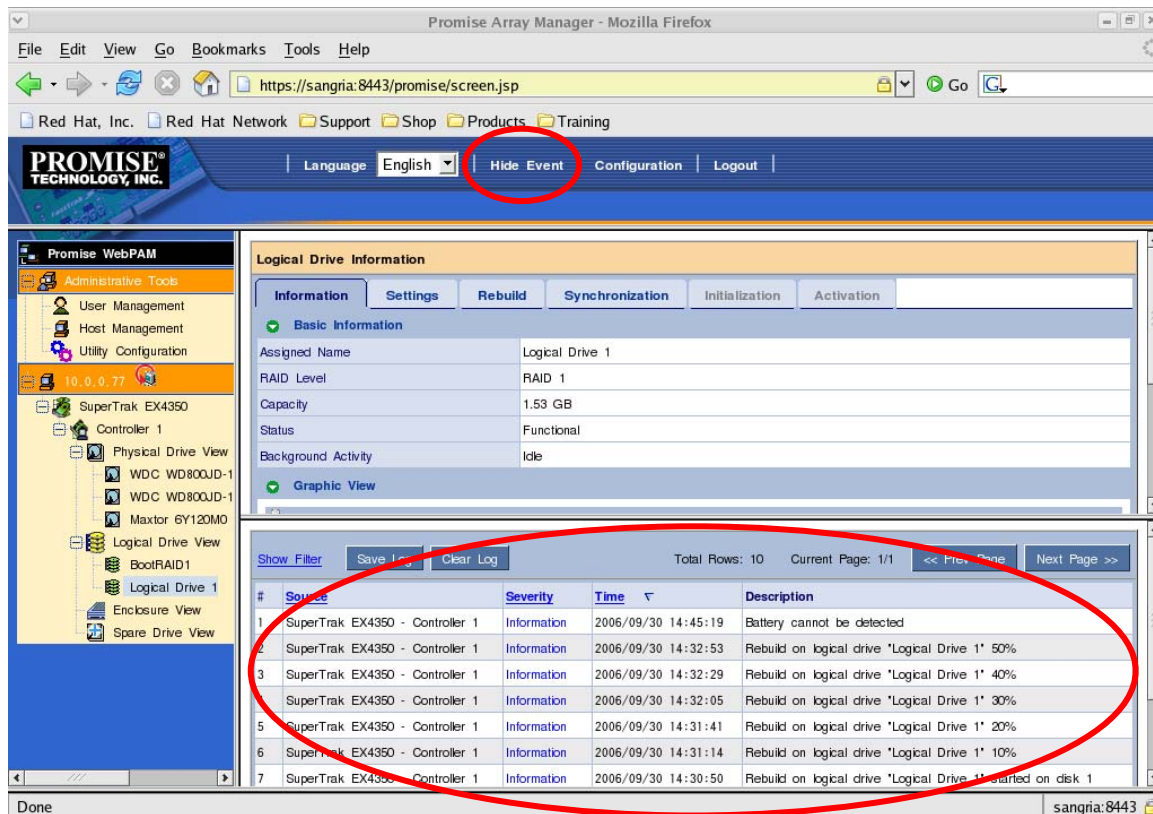 Promise Array Manager - Mozilla Firefox
File Edit View Go Bookmarks Tools Help
https://sangria:8443/promise/screen.jsp Go G
Red Hat, Inc. Red Hat Network Support Shop Products Training
PROMISE®
TECHNOLOGY, INC.
Language English Hide Event Configuration Logout
Promise WebPAM
Administrative Tools
User Management
Host Management
Utility Configuration
10.0.0.77
SuperTrak EX4350
Controller 1
Physical Drive View
WDC WD800JD-1
WDC WD800JD-1
Maxtor 6Y120M0
Logical Drive View
BootRAID1
Logical Drive 1
Enclosure View
Spare Drive View
Logical Drive Information
Information Settings Rebuild Synchronization Initialization Activation
Basic Information
Assigned Name Logical Drive 1
RAID Level RAID 1
Capacity 1.53 GB
Status Functional
Background Activity Idle
Graphic View
Show Filter Save Log Clear Log Total Rows: 10 Current Page: 1/1 << Prev Page Next Page >>
# Source Severity Time Description
1 SuperTrak EX4350 - Controller 1 Information 2006/09/30 14:45:19 Battery cannot be detected
2 SuperTrak EX4350 - Controller 1 Information 2006/09/30 14:32:53 Rebuild on logical drive "Logical Drive 1" 50%
3 SuperTrak EX4350 - Controller 1 Information 2006/09/30 14:32:29 Rebuild on logical drive "Logical Drive 1" 40%
SuperTrak EX4350 - Controller 1 Information 2006/09/30 14:32:05 Rebuild on logical drive "Logical Drive 1" 30%
5 SuperTrak EX4350 - Controller 1 Information 2006/09/30 14:31:41 Rebuild on logical drive "Logical Drive 1" 20%
6 SuperTrak EX4350 - Controller 1 Information 2006/09/30 14:31:14 Rebuild on logical drive "Logical Drive 1" 10%
7 SuperTrak EX4350 - Controller 1 Information 2006/09/30 14:30:50 Rebuild on logical drive "Logical Drive 1" started on disk 1
Done sangria:8443